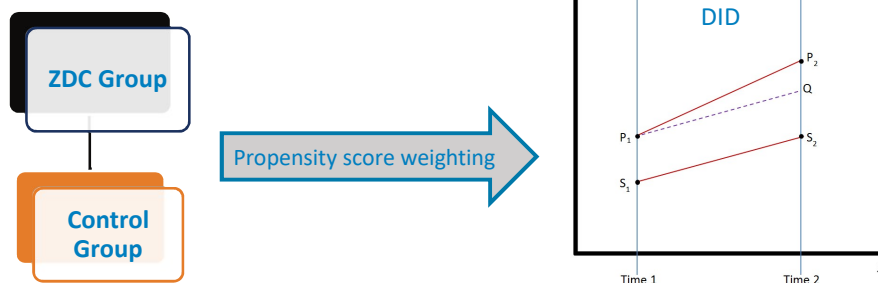 ZDC Group
Control
Group
Propensity score weighting
DID
P2
Q
P1
S2
S1
Time 1
Time 2